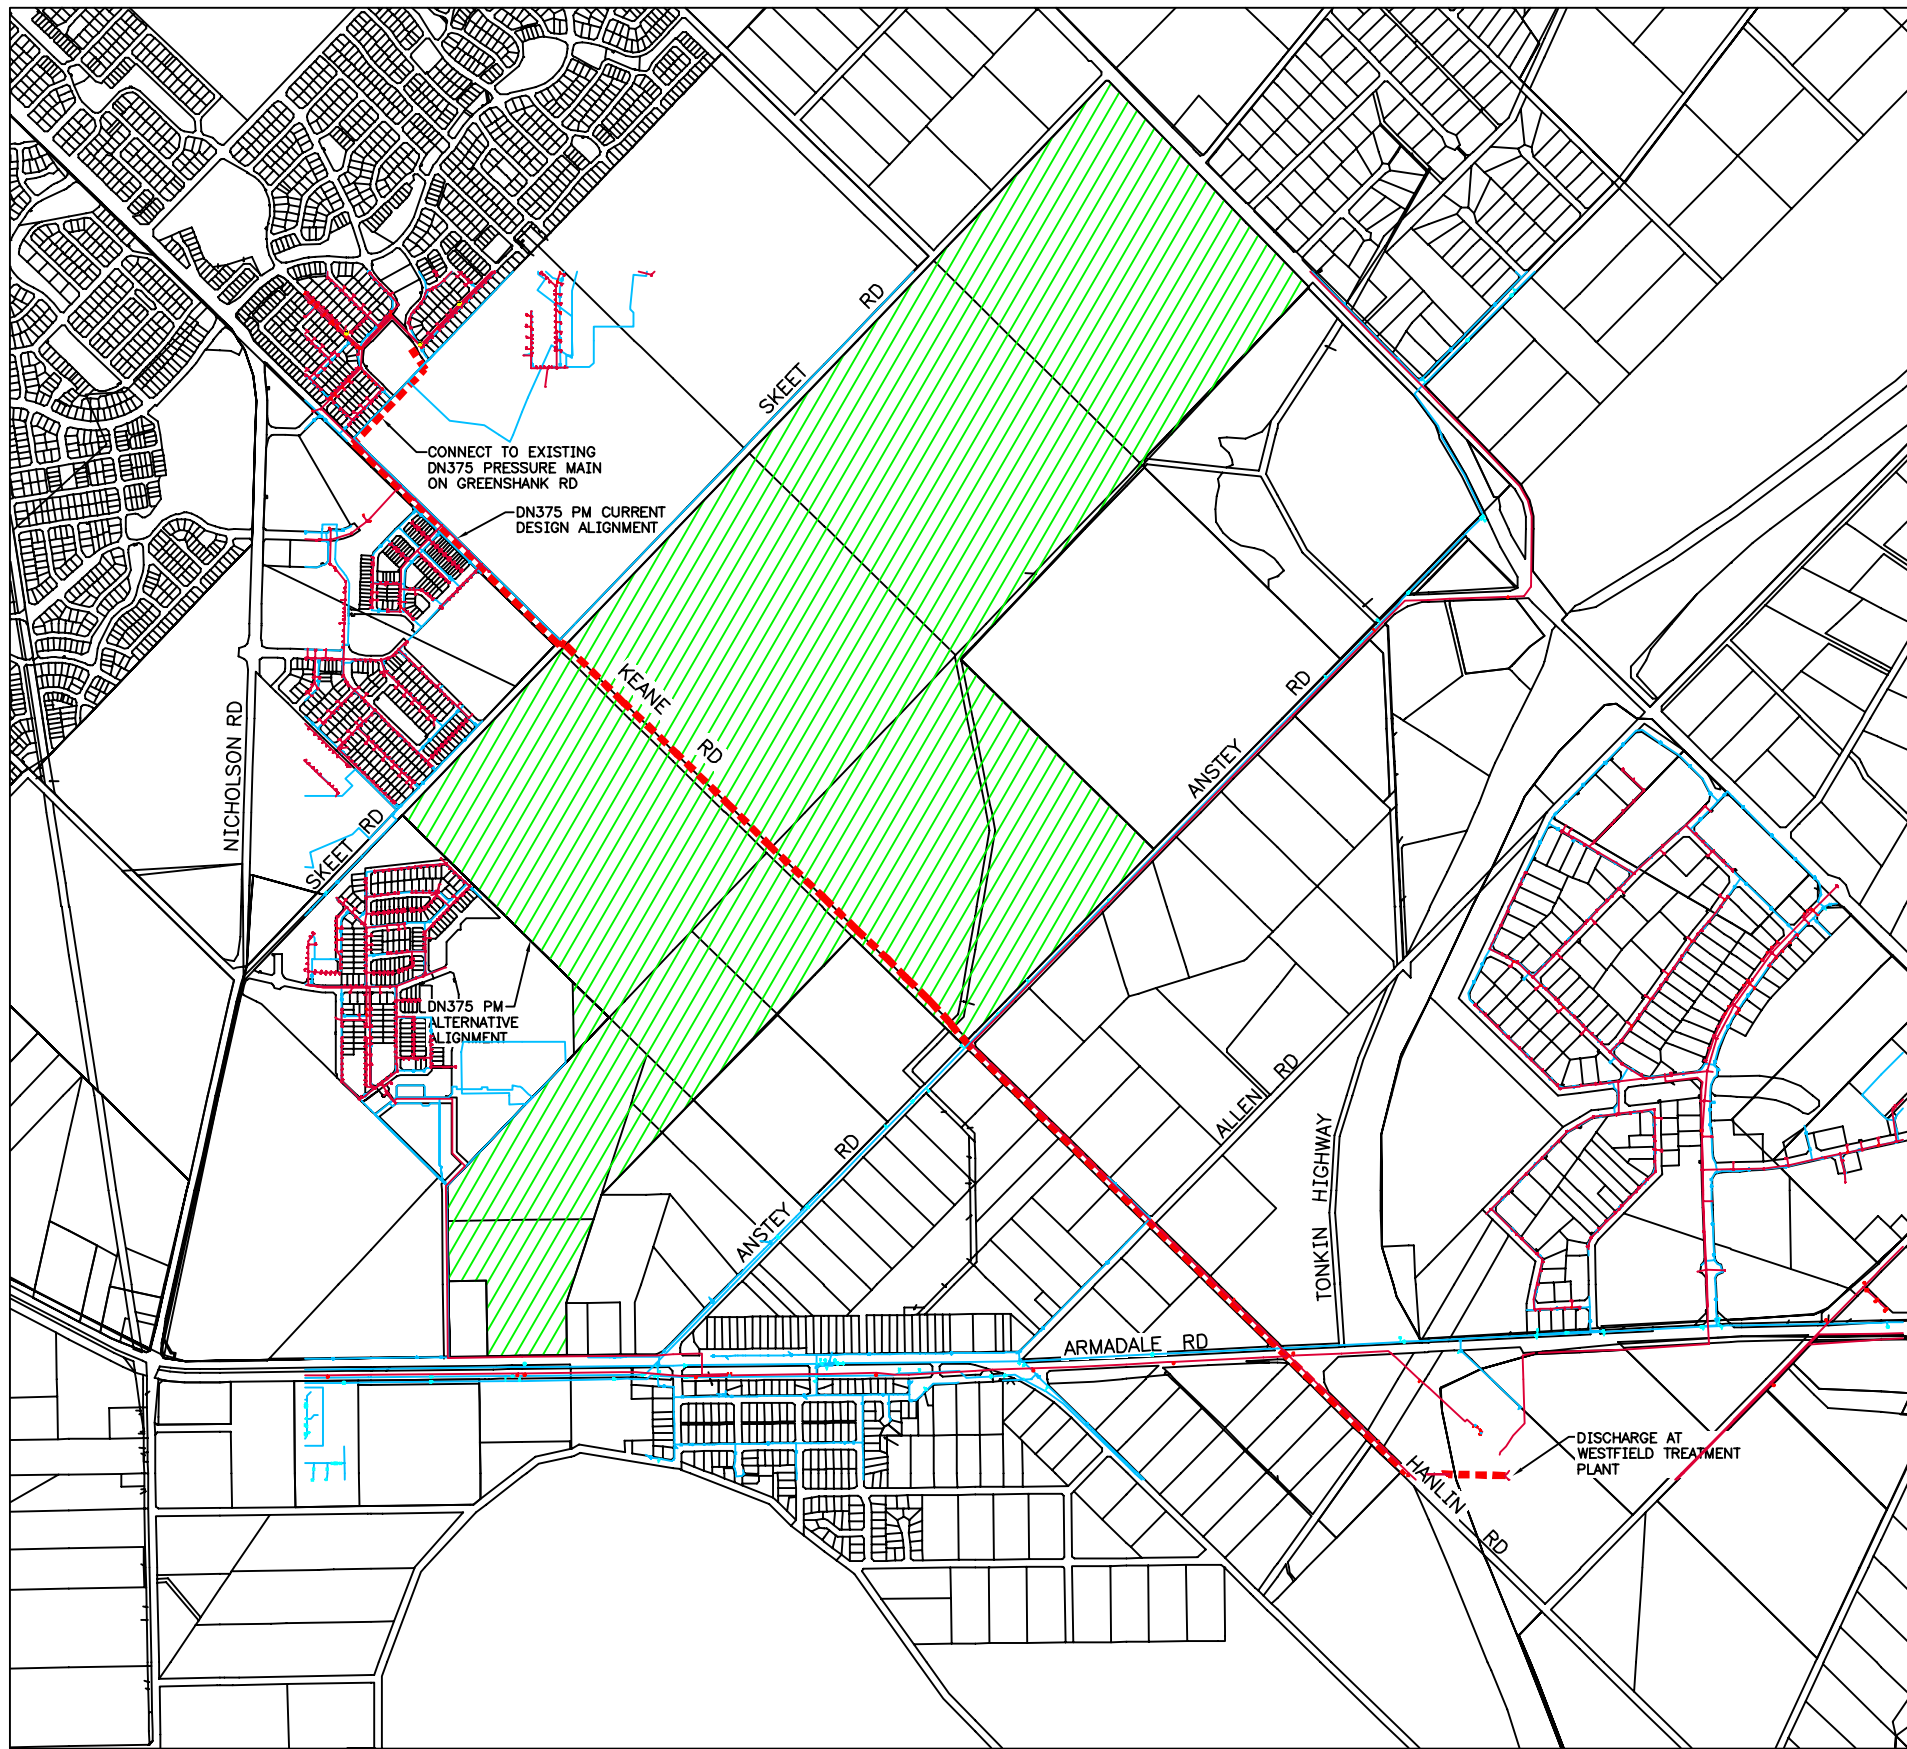 SKEET
RD
CONNECT TO EXISTING
DN375 PRESSURE MAIN
ON GREENSHANK RD
DN375 PM CURRENT
DESIGN ALIGNMENT
KEANE
RD
NICHOLSON RD
ANSTEY
RD
SKEET
RD
DN375 PM
ALTERNATIVE
ALIGNMENT
ALLEN
RD
ANSTEY
RD
TONKIN HIGHWAY
ARMADALE RD
HANLIN
RD
DISCHARGE AT
WESTFIELD TREATMENT
PLANT